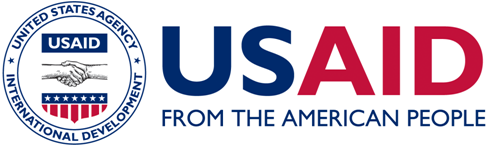 UNITED STATES AGENCY
USAID
INTERNATIONAL DEVELOPMENT
USAID
FROM THE AMERICAN PEOPLE